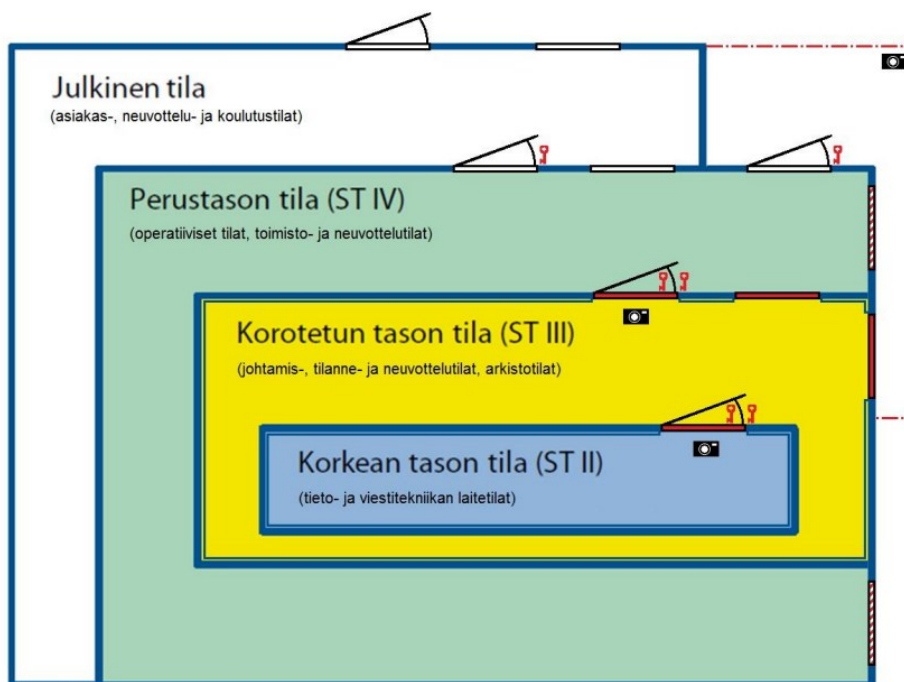 Julkinen tila
(asiakas-, neuvottelu- ja koulutustilat)
Perustason tila (ST IV)
(operatiiviset tilat, toimisto- ja neuvottelutilat)
Korotetun tason tila (ST III)
(johtamis-, tilanne- ja neuvottelutilat, arkistotilat)
Korkean tason tila (ST II)
(tieto- ja viestitekniikan laitetilat)